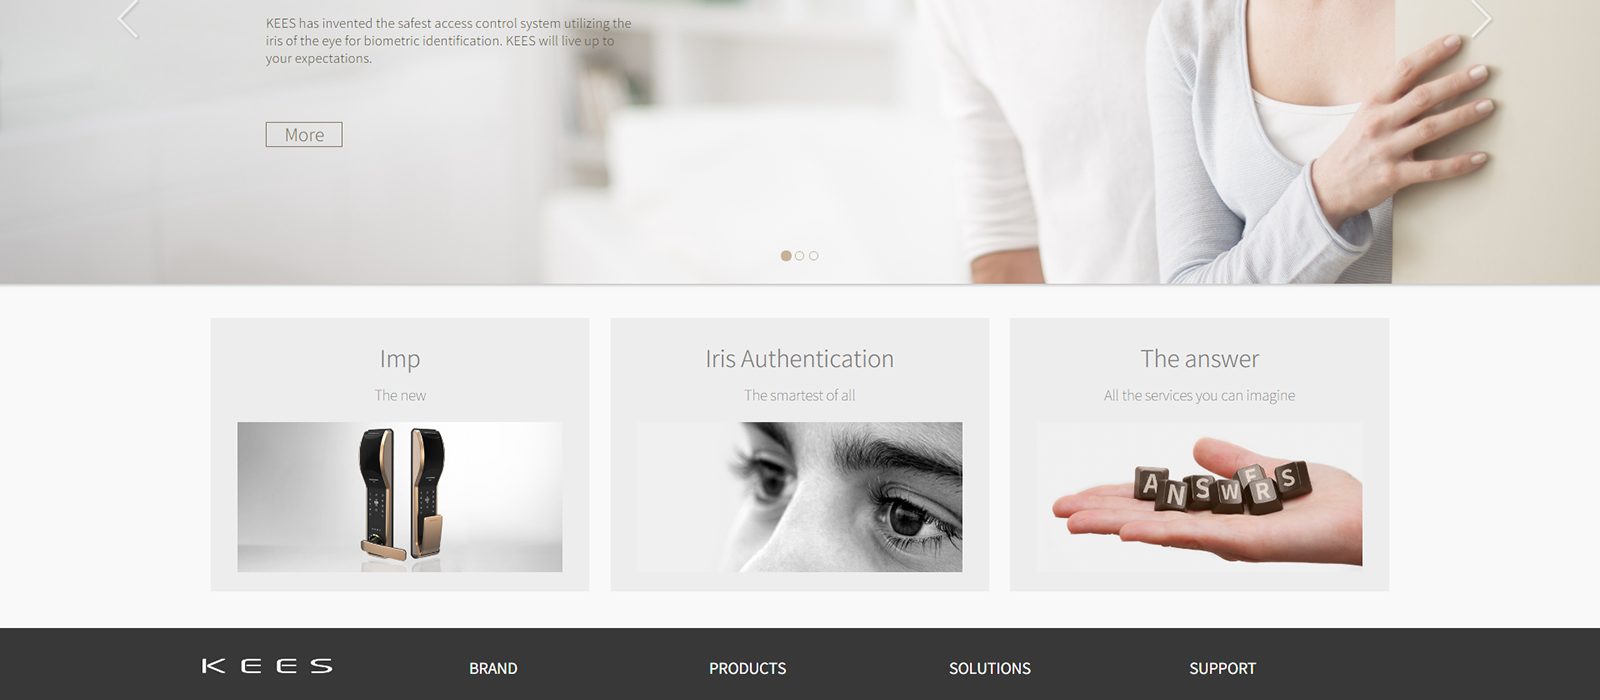 KEES has invented the safest access control system utilizing the
iris of the eye for biometric identification. KEES will live up to
your expectations.
More
Imp
The new
Iris Authentication
The smartest of all
The answer
All the services you can imagine
ANSWERS
KEES
BRAND
PRODUCTS
SOLUTIONS
SUPPORT